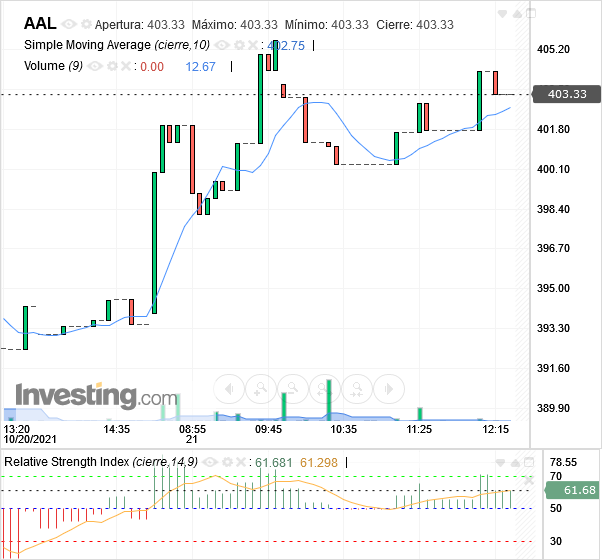 AAL Apertura: 403.33 Máximo: 403.33 Mínimo: 403.33 Cierre: 403.33
Simple Moving Average (cierre,10) : 402.75
Volume (9) : 0.00 12.67
405.20
403.33
401.80
400.10
398.40
396.70
395.00
393.30
391.60
389.90
Investing.com
13:20 14:35 08:55 09:45 10:35 11:25 12:15
10/20/2021 21
Relative Strength Index (cierre,14,9) : 61.681 61.298
78.55
70
61.68
50
30